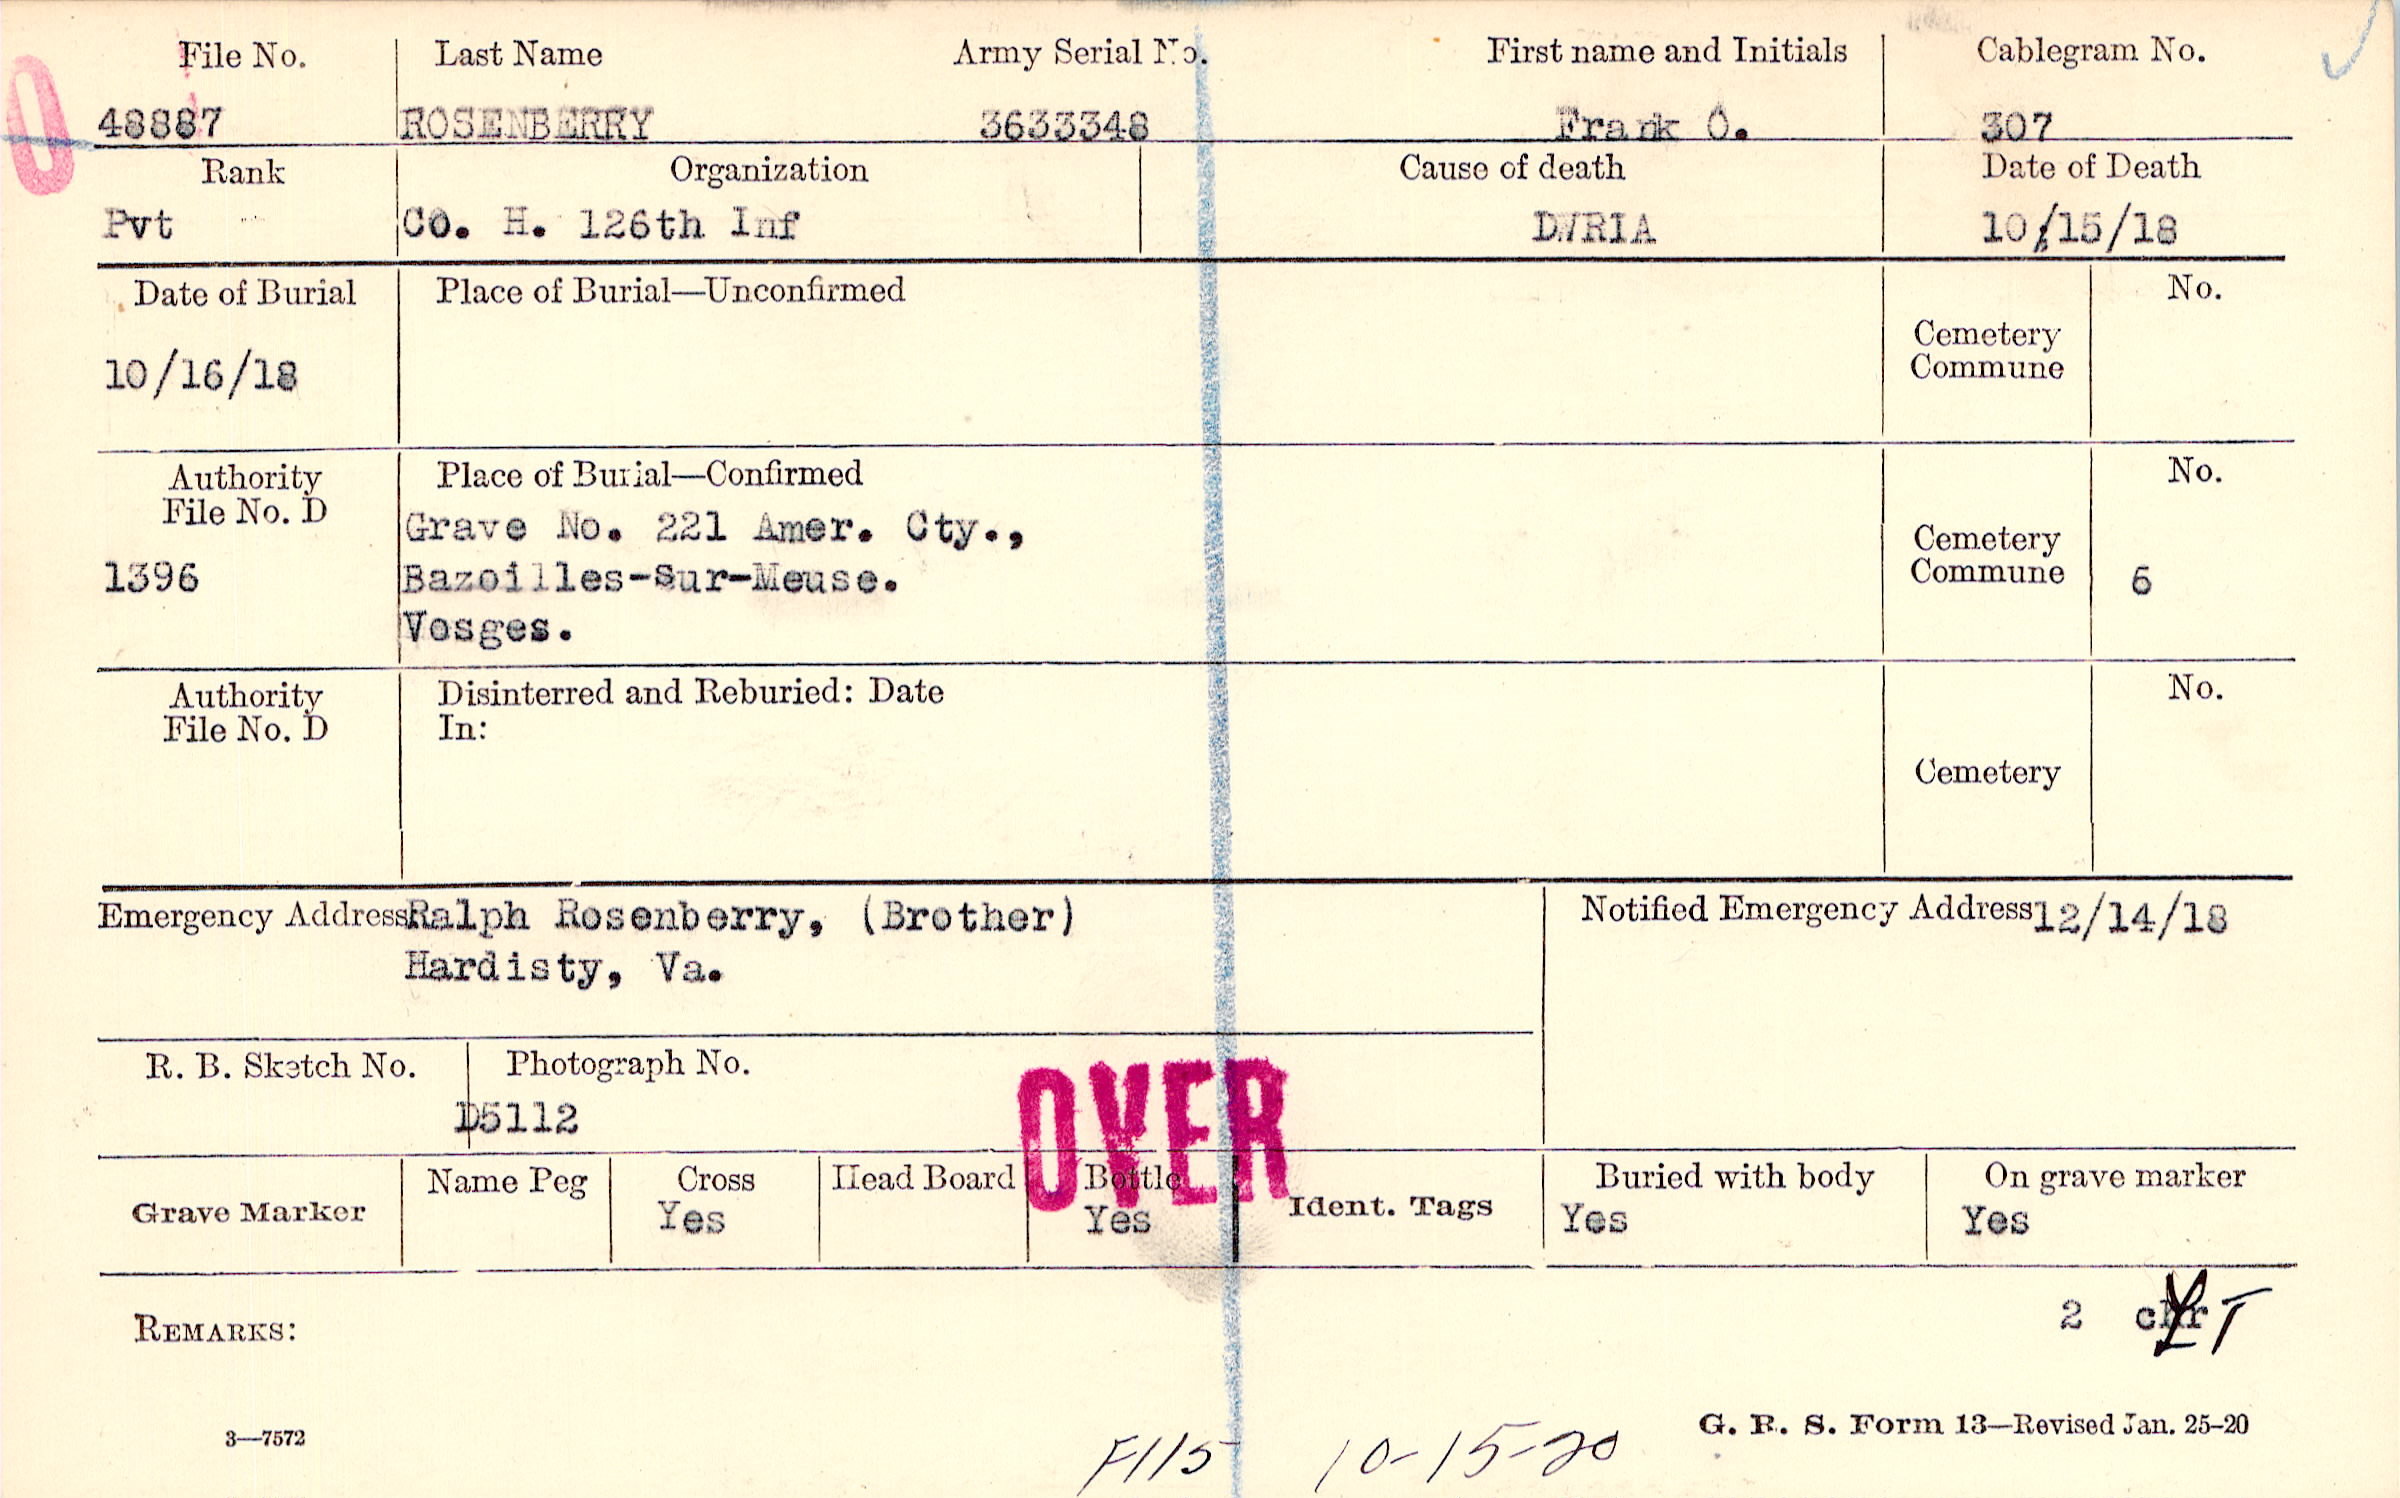 File No. Last Name Army Serial No. First name and Initials Cablegram No.
48887 ROSENBERRY 3633348 Frank O. 307
Rank Organization Cause of death Date of Death
Pvt CO. H. 126th Inf DWRIA 10/15/18
Date of Burial Place of Burial—Unconfirmed No.
Cemetery
Commune
10/16/18
Authority Place of Burial—Confirmed No.
File No. D
Grave No. 221 Amer. Cty.,
Cemetery
1396 Bazoilles-sur-Meuse. Commune 6
Vosges.
Authority Disinterred and Reburied: Date No.
File No. D In:
Cemetery
Emergency Address Ralph Rosenberry, (Brother) Notified Emergency Address 12/14/18
Hardisty, Va.
R. B. Sketch No. Photograph No.
D5112
OVER
Grave Marker Name Peg Cross Head Board Bottle Ident. Tags Buried with body On grave marker
Yes Yes Yes Yes
2
REMARKS:
3—7572 F115 10-15-20 G. R. S. Form 13—Revised Jan. 25-20